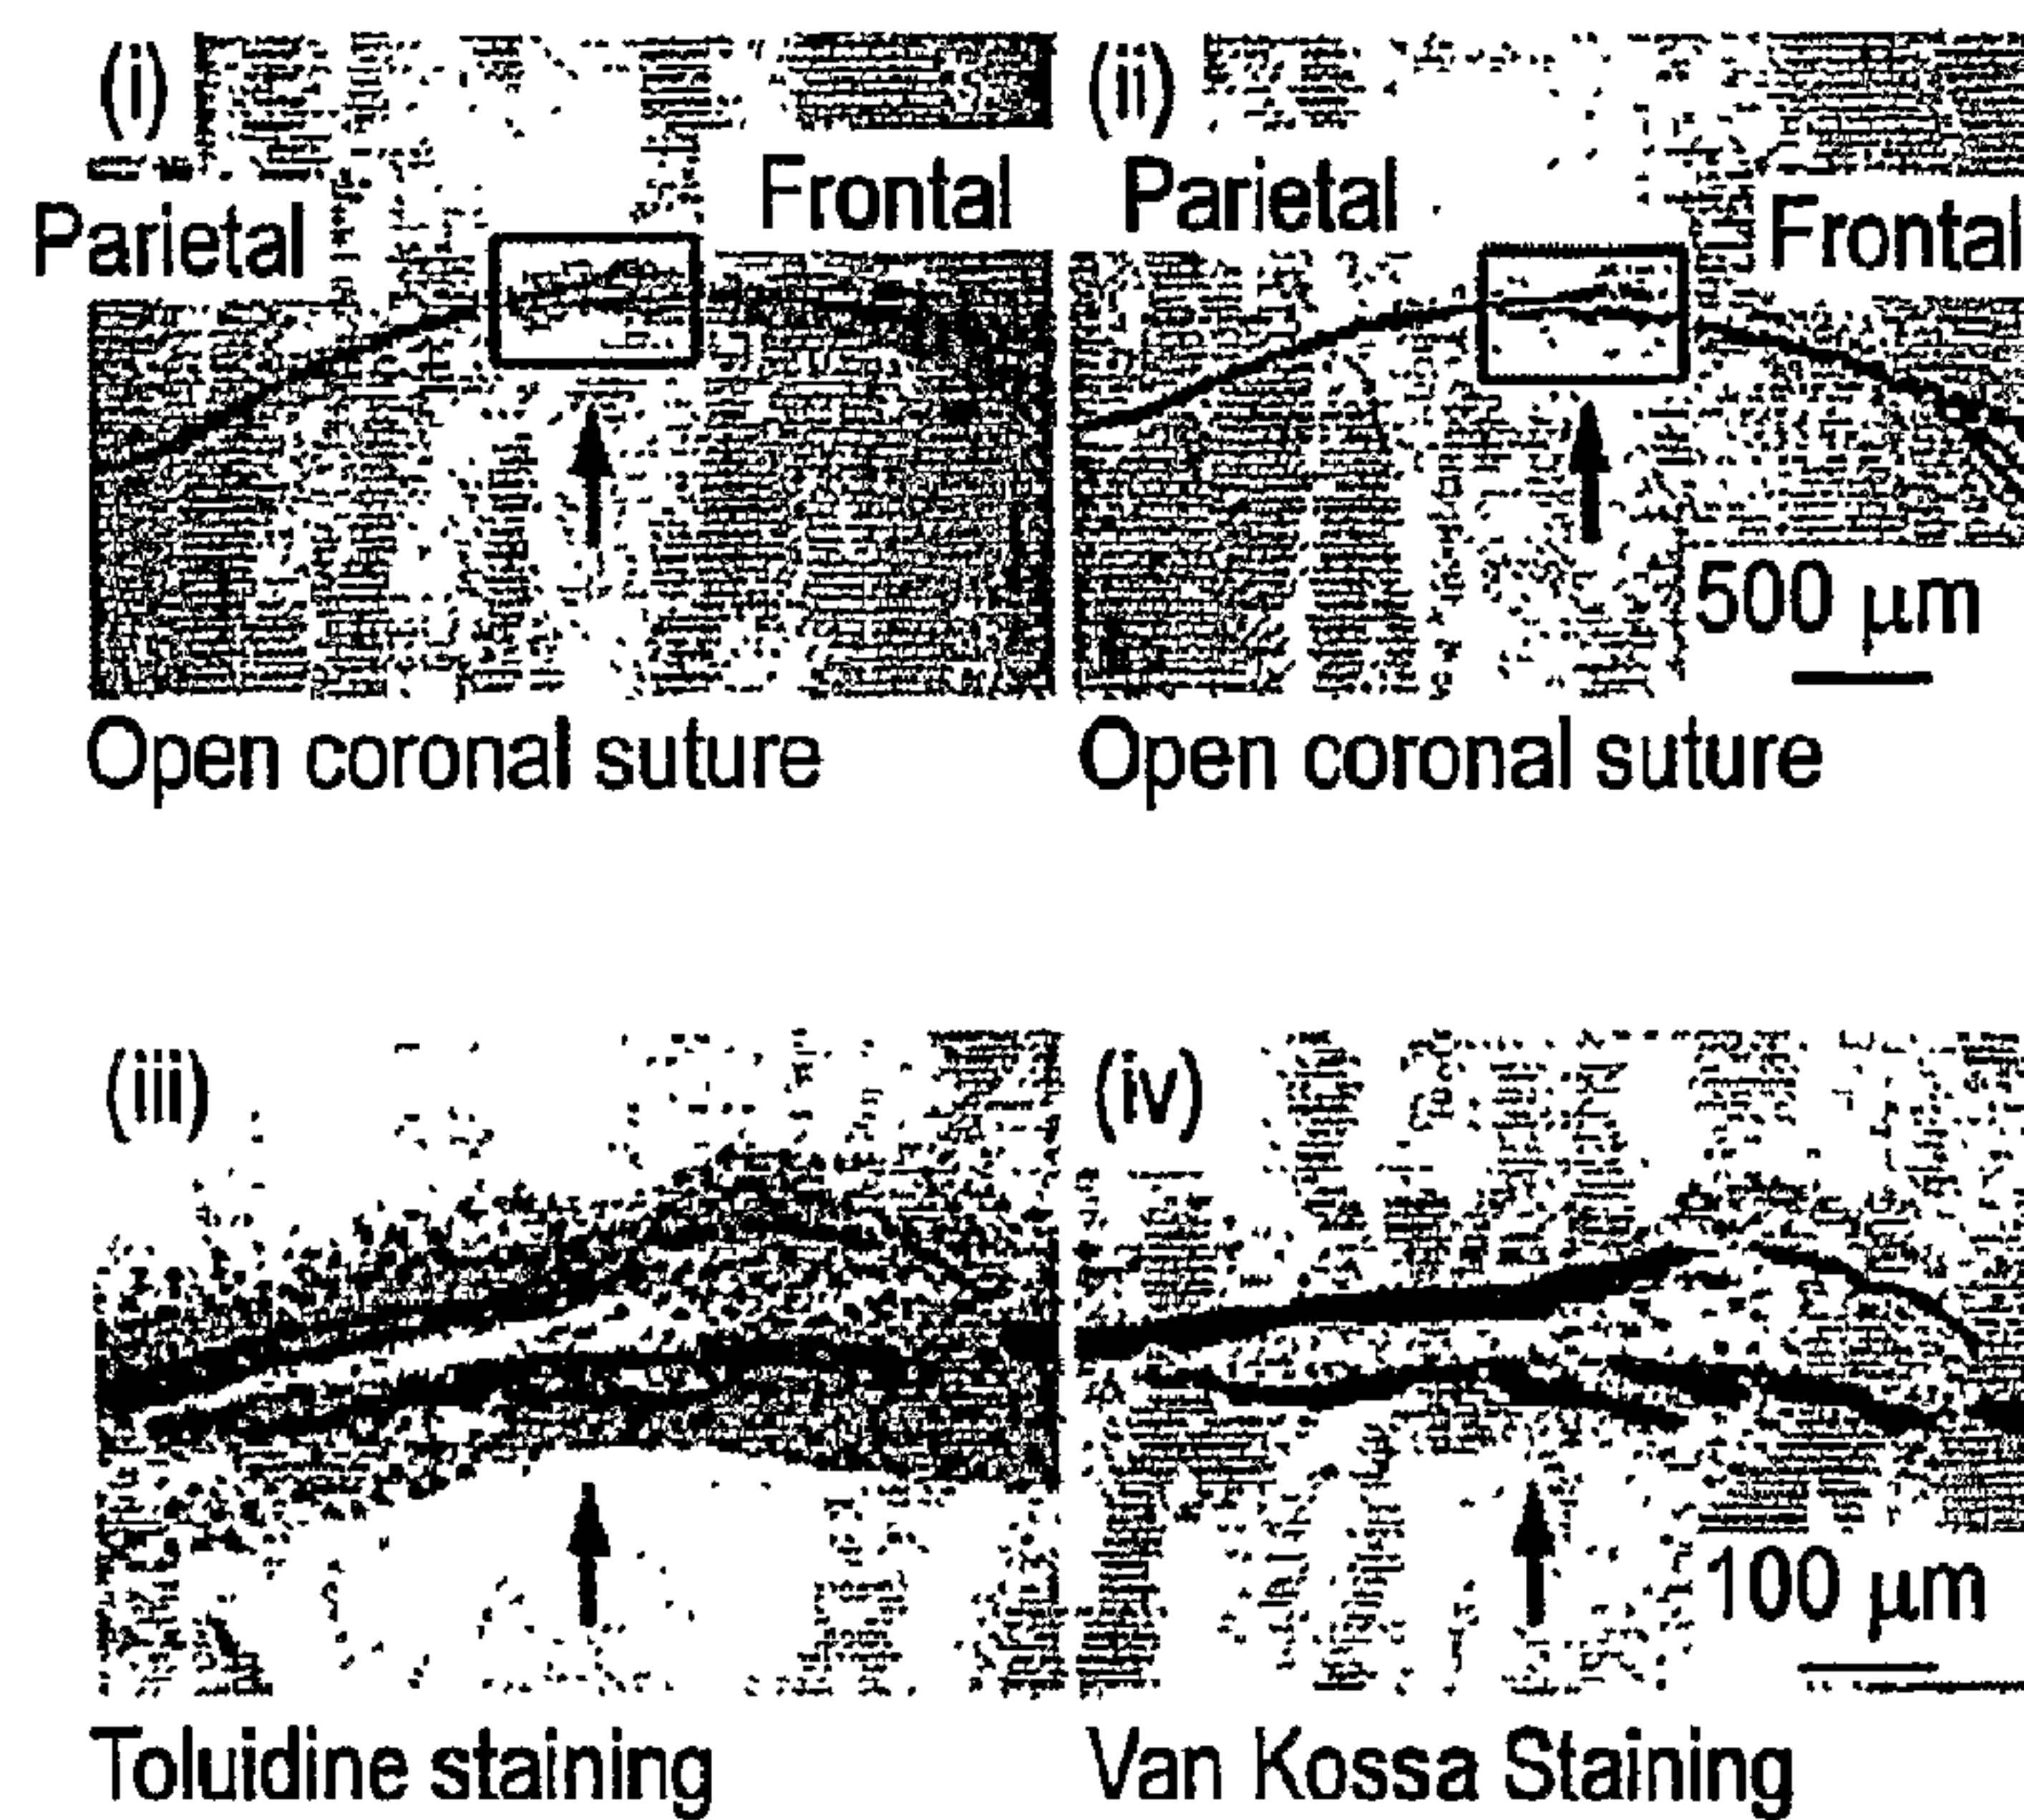 (i)
(ii)
Parietal
Frontal
Parietal
Frontal
500 μm
Open coronal suture
Open coronal suture
(iii)
(iv)
100 μm
Toluidine staining
Van Kossa Staining